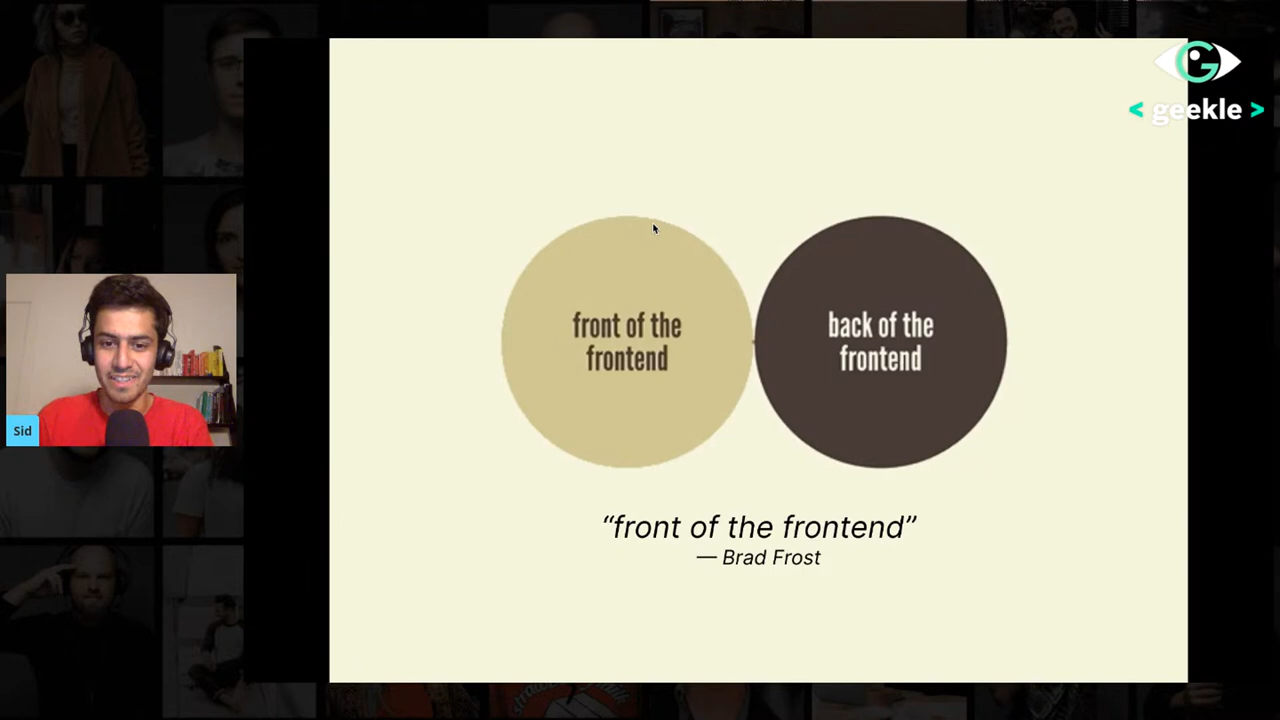 < geekle >
front of the
frontend
back of the
frontend
Sid
“front of the frontend”
— Brad Frost